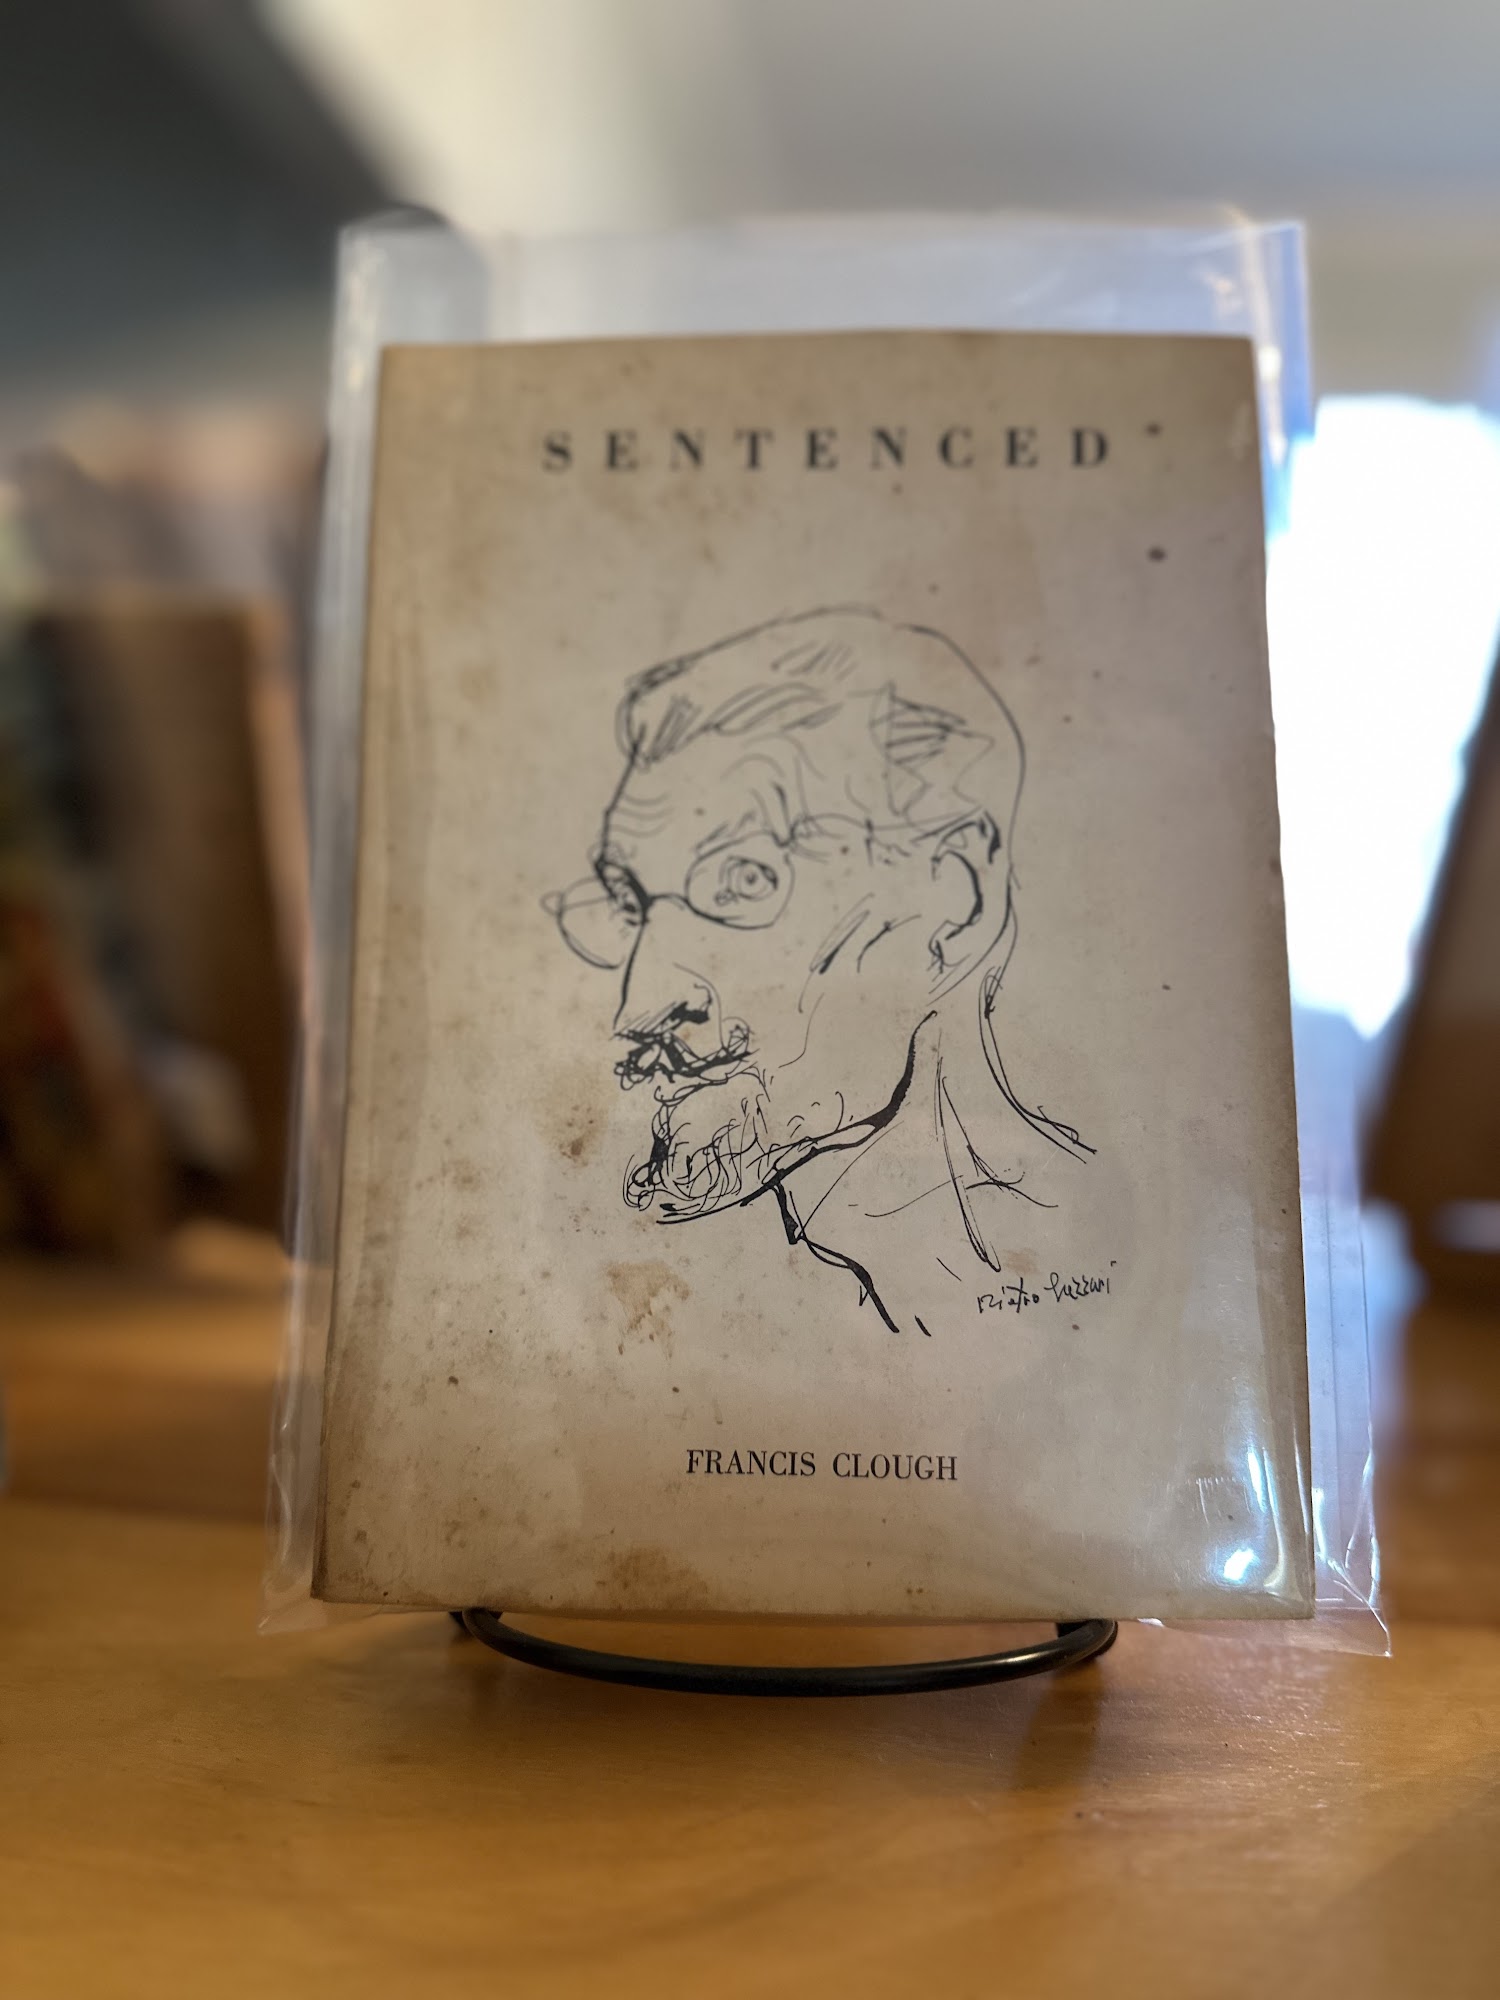 SENTENCED
Pietro Lazzari
FRANCIS CLOUGH